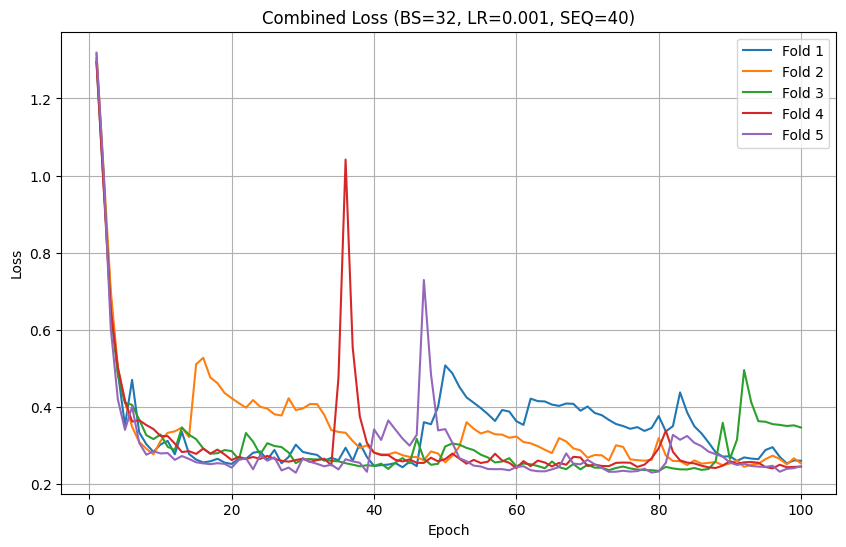 Combined Loss (BS=32, LR=0.001, SEQ=40)
Fold 1
Fold 2
Fold 3
Fold 4
Fold 5
Loss
1.2
1.0
0.8
0.6
0.4
0.2
0 20 40 60 80 100
Epoch